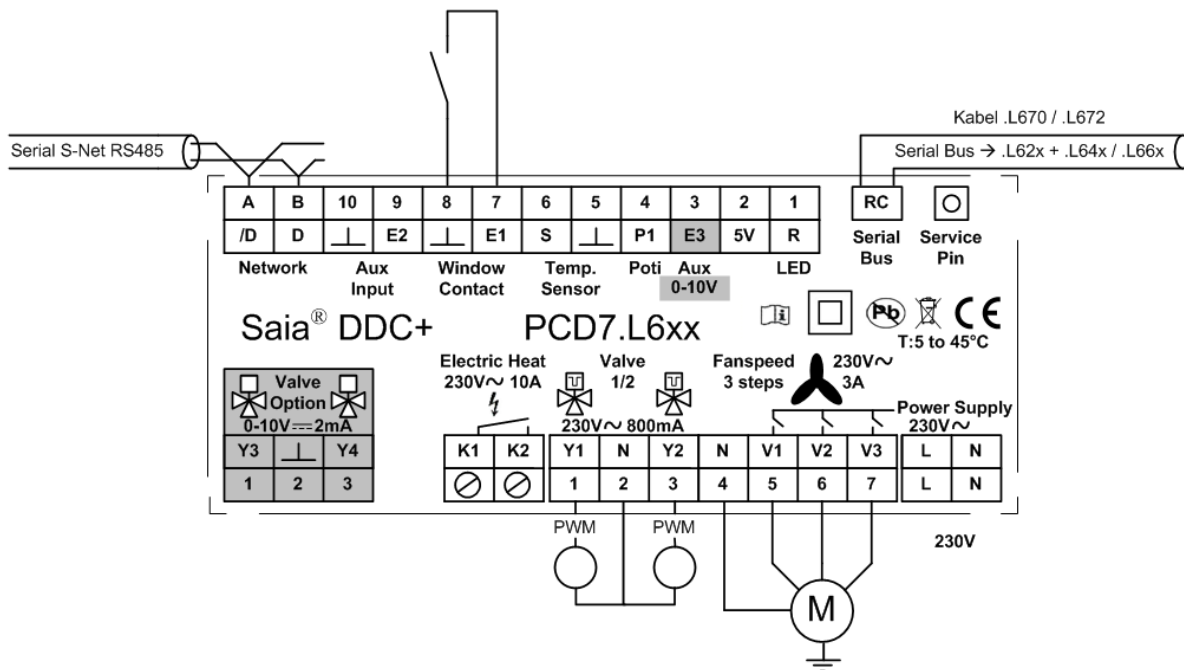 Kabel .L670 / .L672
Serial S-Net RS485
Serial Bus → .L62x + .L64x / .L66x
A B 10 9 8 7 6 5 4 3 2 1 RC
/D D E2 E1 S P1 E3 5V R
Serial Bus
Service Pin
Network
Aux Input
Window Contact
Temp. Sensor
Poti
Aux
0-10V
LED
Saia® DDC+ PCD7.L6xx
i
Pb
CE
T:5 to 45°C
Valve Option
0-10V 2mA
Electric Heat
230V~ 10A
Valve
1/2
230V~ 800mA
Fanspeed
3 steps
230V~
3A
Power Supply
230V~
Y3 Y4 K1 K2 Y1 N Y2 N V1 V2 V3 L N
1 2 3 1 2 3 4 5 6 7 L N
PWM PWM
230V
M